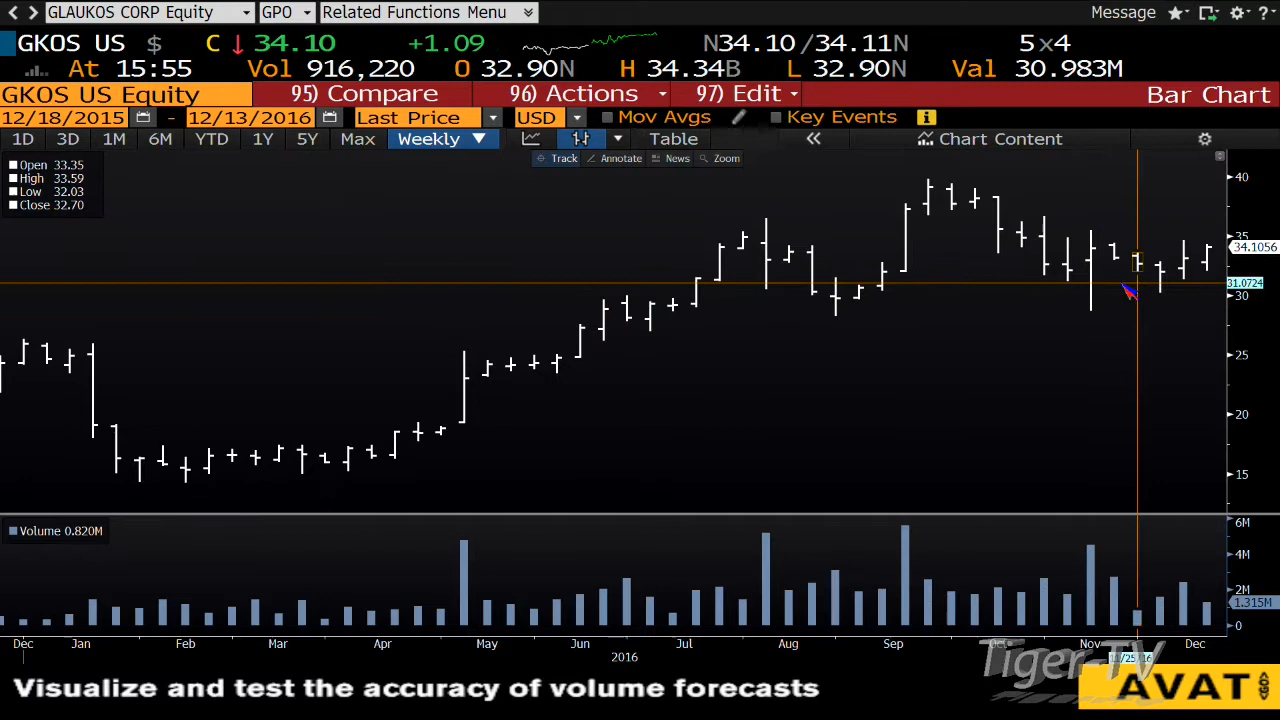 GLAUKOS CORP Equity GPO Related Functions Menu Message
GKOS US $ C 34.10 +1.09 N34.10 /34.11N 5x4
At 15:55 Vol 916,220 O 32.90N H 34.34B L 32.90N Val 30.983M
GKOS US Equity 95) Compare 96) Actions 97) Edit Bar Chart
12/18/2015 - 12/13/2016 Last Price USD Mov Avgs Key Events
1D 3D 1M 6M YTD 1Y 5Y Max Weekly Table Chart Content
Track Annotate News Zoom
Open 33.35
High 33.59
Low 32.03
Close 32.70
40
35
34.1056
31.0724
30
25
20
15
Volume 0.820M
6M
4M
2M
1.315M
0
Dec Jan Feb Mar Apr May Jun Jul Aug Sep Oct Nov Dec
2016 11/25/16
Tiger-TV
Visualize and test the accuracy of volume forecasts
AVAT